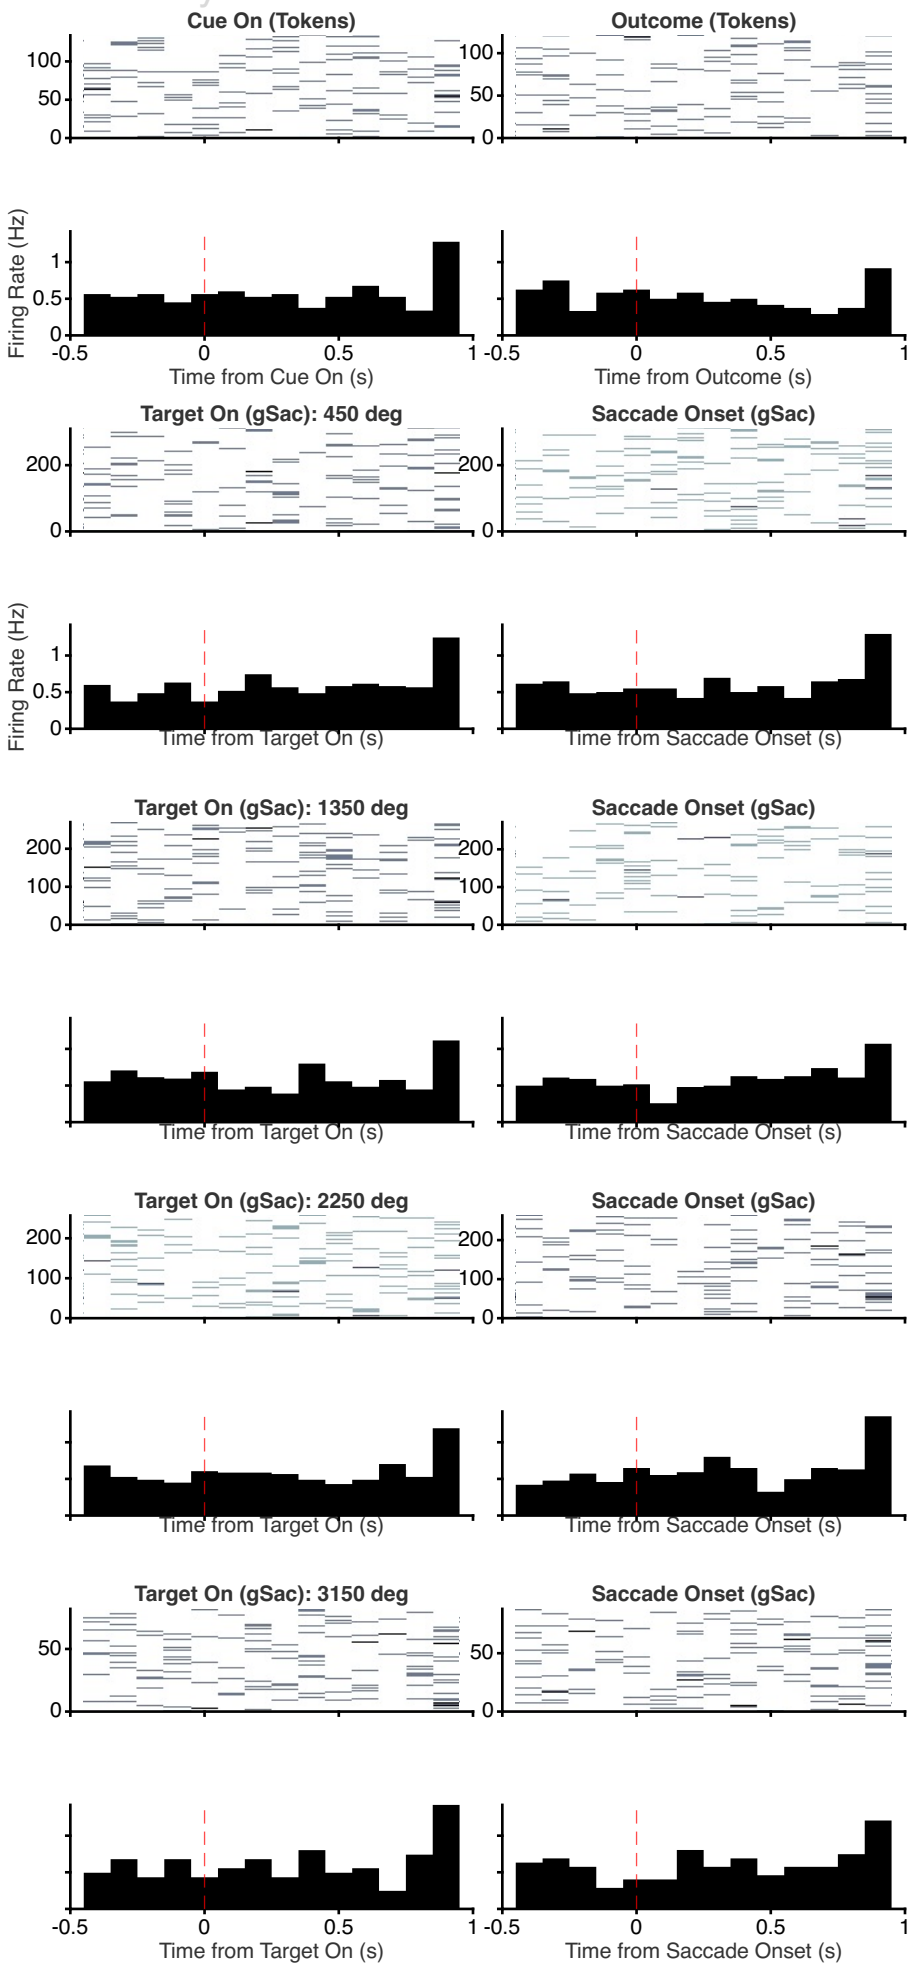 Cue On (Tokens) Outcome (Tokens)
100 100
50 50
0 0
Firing Rate (Hz)
1
0.5
0
-0.5 0 0.5 1 -0.5 0 0.5 1
Time from Cue On (s) Time from Outcome (s)
Target On (gSac): 450 deg Saccade Onset (gSac)
200 200
0 0
Firing Rate (Hz)
1
0.5
0
Time from Target On (s) Time from Saccade Onset (s)
Target On (gSac): 1350 deg Saccade Onset (gSac)
200 200
100 100
0 0
Time from Target On (s) Time from Saccade Onset (s)
Target On (gSac): 2250 deg Saccade Onset (gSac)
200 200
100 100
0 0
Time from Target On (s) Time from Saccade Onset (s)
Target On (gSac): 3150 deg Saccade Onset (gSac)
50 50
0 0
-0.5 0 0.5 1 -0.5 0 0.5 1
Time from Target On (s) Time from Saccade Onset (s)